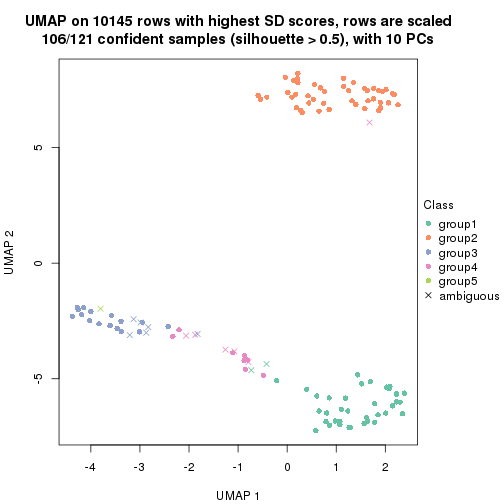 UMAP on 10145 rows with highest SD scores, rows are scaled
106/121 confident samples (silhouette > 0.5), with 10 PCs
5
0
-5
UMAP 2
-4
-3
-2
-1
0
1
2
UMAP 1
Class
group1
group2
group3
group4
group5
ambiguous